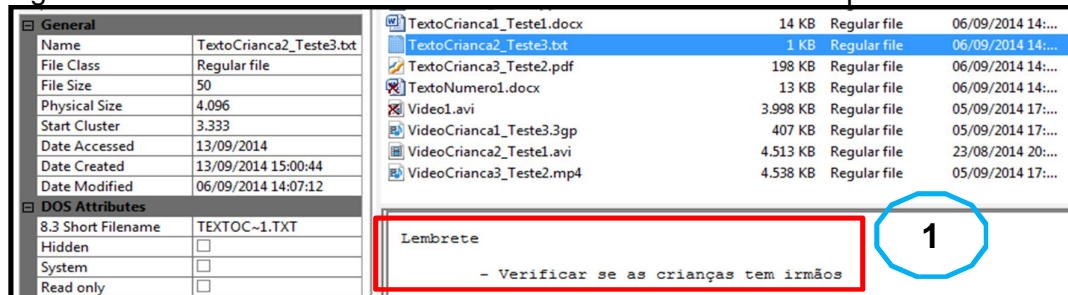 General
Name TextoCrianca2_Teste3.txt
File Class Regular file
File Size 50
Physical Size 4.096
Start Cluster 3.333
Date Accessed 13/09/2014
Date Created 13/09/2014 15:00:44
Date Modified 06/09/2014 14:07:12
DOS Attributes
8.3 Short Filename TEXTOC~1.TXT
Hidden
System
Read only
TextoCrianca1_Teste1.docx 14 KB Regular file 06/09/2014 14:...
TextoCrianca2_Teste3.txt 1 KB Regular file 06/09/2014 14:...
TextoCrianca3_Teste2.pdf 198 KB Regular file 06/09/2014 14:...
TextoNumero1.docx 13 KB Regular file 06/09/2014 14:...
Video1.avi 3.998 KB Regular file 05/09/2014 17:...
VideoCrianca1_Teste3.3gp 407 KB Regular file 05/09/2014 17:...
VideoCrianca2_Teste1.avi 4.513 KB Regular file 23/08/2014 20:...
VideoCrianca3_Teste2.mp4 4.538 KB Regular file 05/09/2014 17:...
Lembrete
- Verificar se as crianças tem irmãos
1